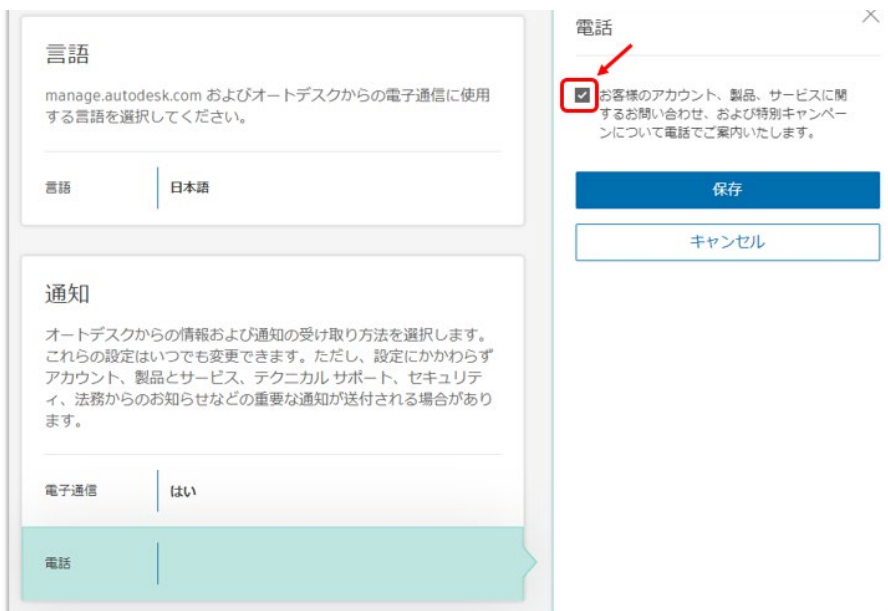 言語
manage.autodesk.com およびオートデスクからの電子通信に使用
する言語を選択してください。
言語
日本語
通知
オートデスクからの情報および通知の受け取り方法を選択します。
これらの設定はいつでも変更できます。ただし、設定にかかわらず
アカウント、製品とサービス、テクニカル サポート、セキュリテ
ィ、法務からのお知らせなどの重要な通知が送付される場合があり
ます。
電子通信
はい
電話
電話
お客様のアカウント、製品、サービスに関
するお問い合わせ、および特別キャンペー
ンについて電話でご案内いたします。
保存
キャンセル